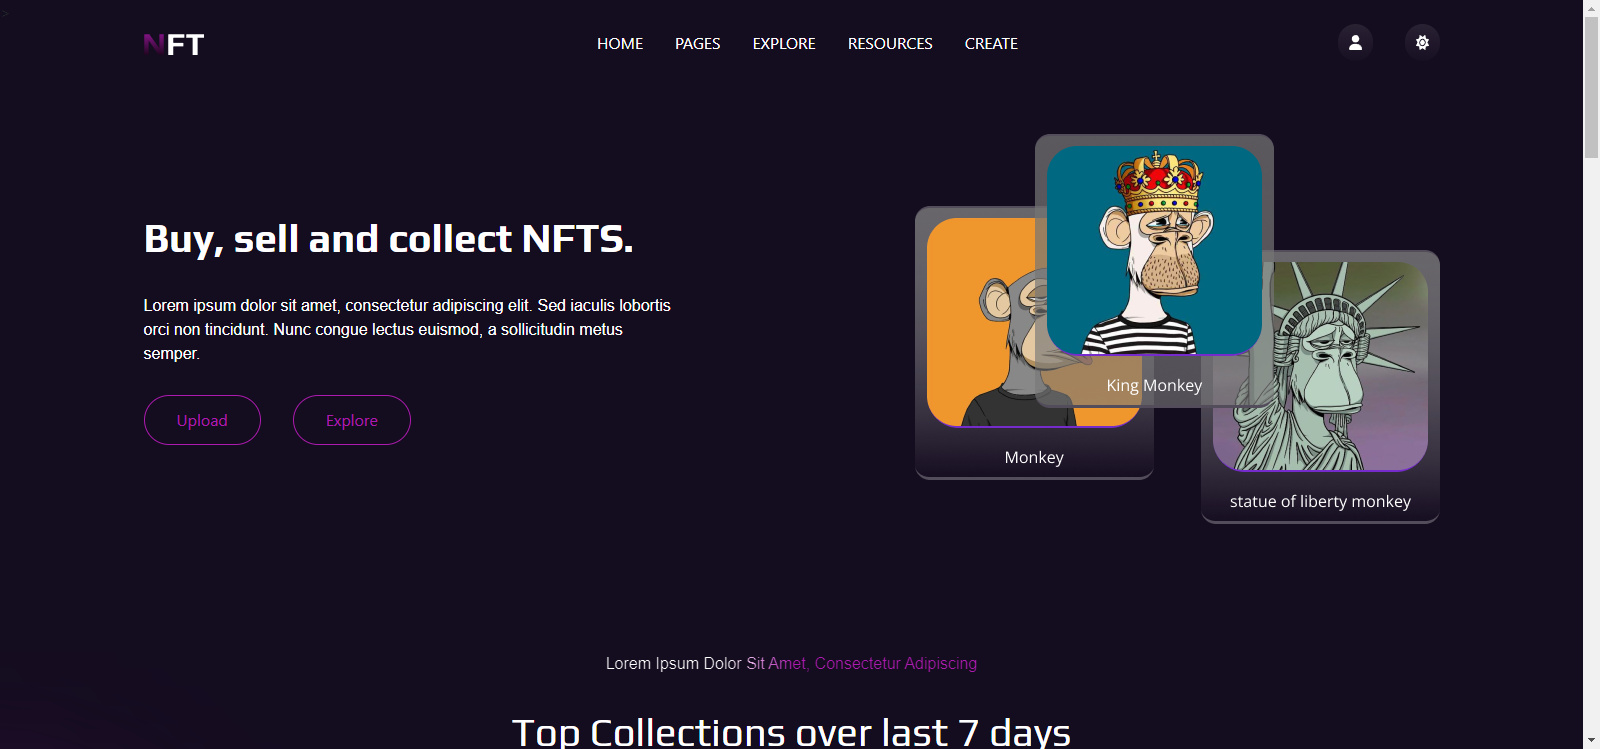 >
NFT
HOME PAGES EXPLORE RESOURCES CREATE
Buy, sell and collect NFTS.
Lorem ipsum dolor sit amet, consectetur adipiscing elit. Sed iaculis lobortis
orci non tincidunt. Nunc congue lectus euismod, a sollicitudin metus
semper.
Upload Explore
King Monkey
Monkey
statue of liberty monkey
Lorem Ipsum Dolor Sit Amet, Consectetur Adipiscing
Top Collections over last 7 days